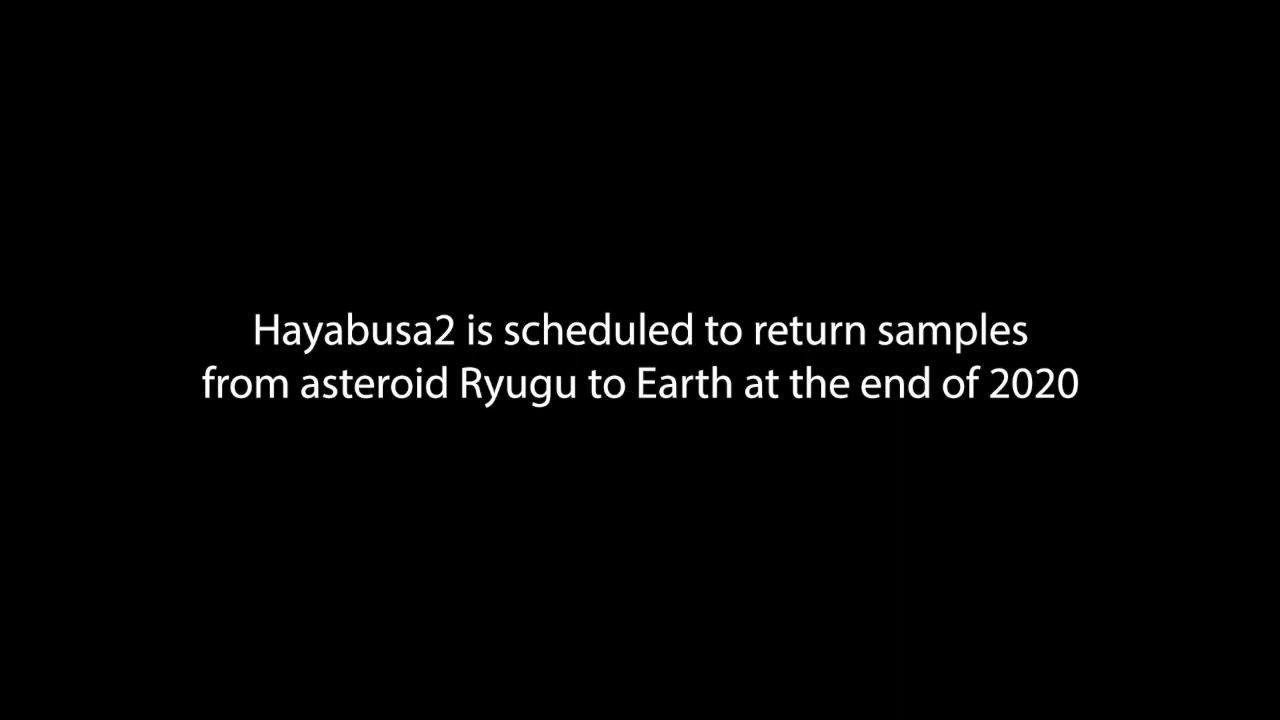 Hayabusa2 is scheduled to return samples
from asteroid Ryugu to Earth at the end of 2020